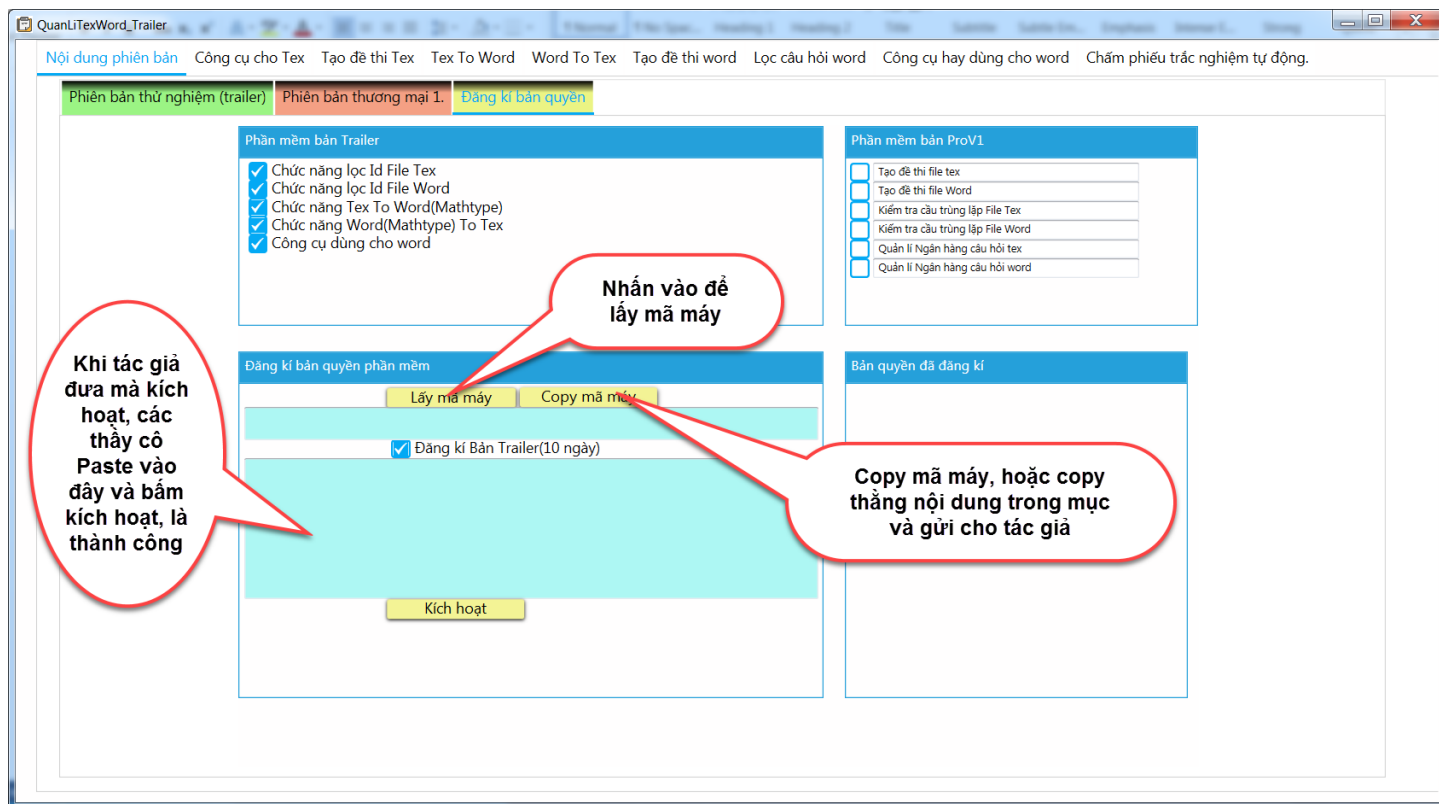 QuanLiTexWord_Trailer
Nội dung phiên bản Công cụ cho Tex Tạo đề thi Tex Tex To Word Word To Tex Tạo đề thi word Lọc câu hỏi word Công cụ hay dùng cho word Chấm phiếu trắc nghiệm tự động.
Phiên bản thử nghiệm (trailer) Phiên bản thương mại 1. Đăng kí bản quyền
Phần mềm bản Trailer
Chức năng lọc Id File Tex
Chức năng lọc Id File Word
Chức năng Tex To Word(Mathtype)
Chức năng Word(Mathtype) To Tex
Công cụ dùng cho word
Phần mềm bản ProV1
Tạo đề thi file tex
Tạo đề thi file Word
Kiểm tra cầu trùng lặp File Tex
Kiểm tra cầu trùng lặp File Word
Quản lí Ngân hàng câu hỏi tex
Quản lí Ngân hàng câu hỏi word
Nhấn vào để
lấy mã máy
Khi tác giả
đưa mà kích
hoạt, các
thầy cô
Paste vào
đây và bấm
kích hoạt, là
thành công
Đăng kí bản quyền phần mềm
Lấy mã máy Copy mã máy
Đăng kí Bản Trailer(10 ngày)
Kích hoạt
Bản quyền đã đăng kí
Copy mã máy, hoặc copy
thẳng nội dung trong mục
và gửi cho tác giả